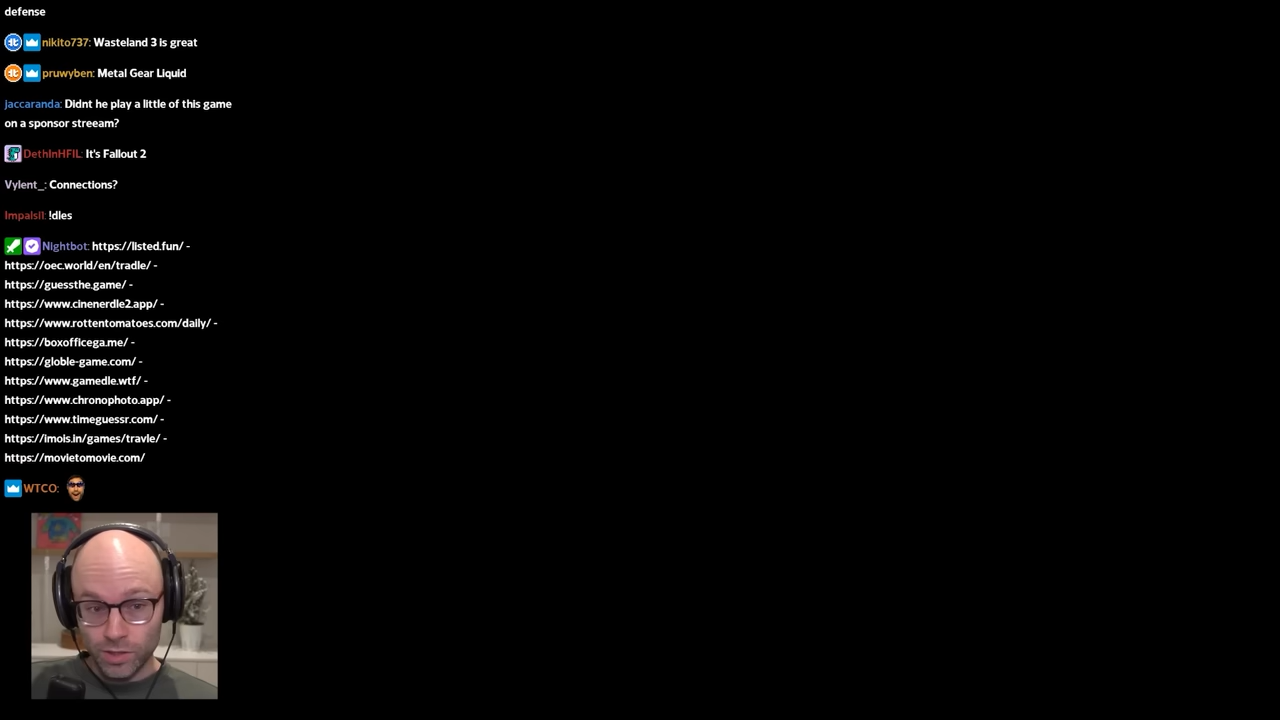 defense
nikito737: Wasteland 3 is great
pruwyben: Metal Gear Liquid
jaccaranda: Didnt he play a little of this game
on a sponsor streeam?
DethInHFIL: It's Fallout 2
Vylent_: Connections?
Impalsll: !dles
Nightbot: https://listed.fun/ -
https://oec.world/en/tradle/ -
https://guessthe.game/ -
https://www.cinenerdle2.app/ -
https://www.rottentomatoes.com/daily/ -
https://boxofficega.me/ -
https://globle-game.com/ -
https://www.gamedle.wtf/ -
https://www.chronophoto.app/ -
https://www.timeguessr.com/ -
https://imois.in/games/travle/ -
https://movietomovie.com/
WTCO: